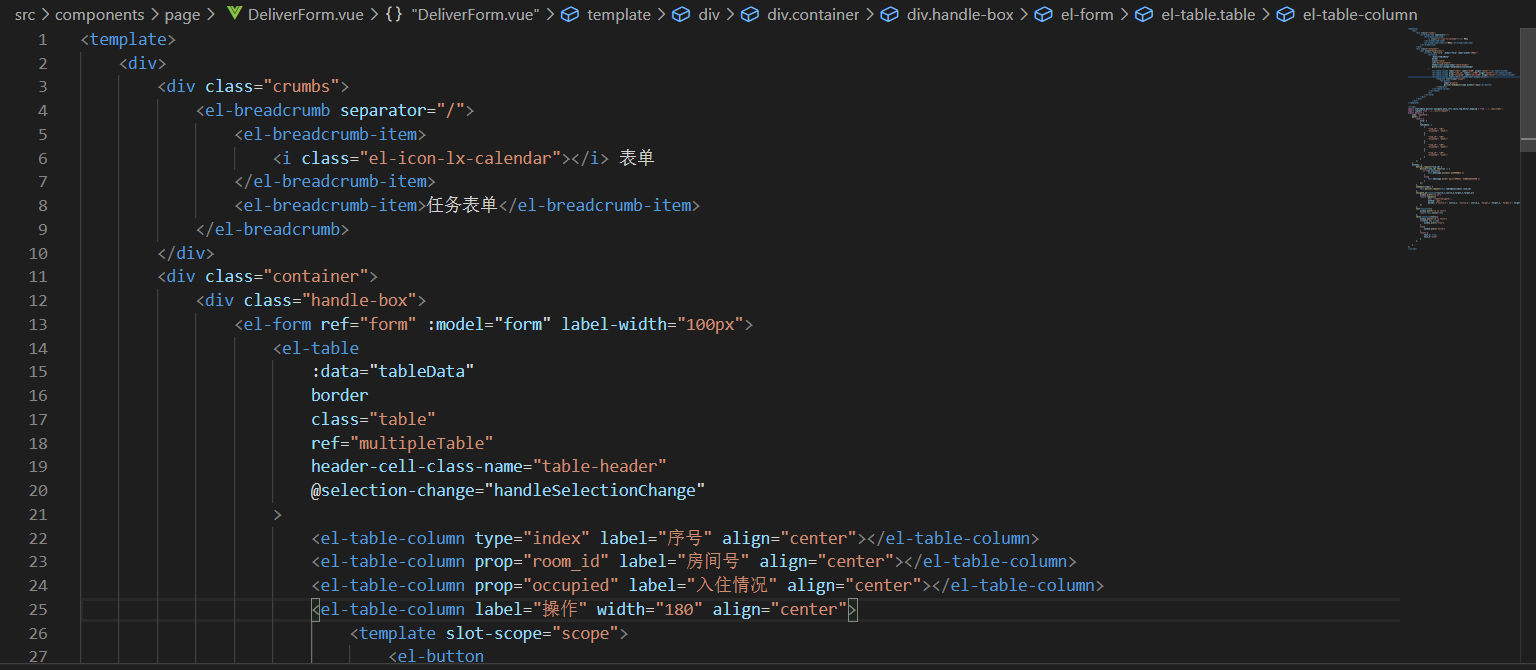 src > components > page > DeliverForm.vue > {} "DeliverForm.vue" > template > div > div.container > div.handle-box > el-form > el-table.table > el-table-column
1 <template>
2 <div>
3 <div class="crumbs">
4 <el-breadcrumb separator="/">
5 <el-breadcrumb-item>
6 <i class="el-icon-lx-calendar"></i> 表单
7 </el-breadcrumb-item>
8 <el-breadcrumb-item>任务表单</el-breadcrumb-item>
9 </el-breadcrumb>
10 </div>
11 <div class="container">
12 <div class="handle-box">
13 <el-form ref="form" :model="form" label-width="100px">
14 <el-table
15 :data="tableData"
16 border
17 class="table"
18 ref="multipleTable"
19 header-cell-class-name="table-header"
20 @selection-change="handleSelectionChange"
21 >
22 <el-table-column type="index" label="序号" align="center"></el-table-column>
23 <el-table-column prop="room_id" label="房间号" align="center"></el-table-column>
24 <el-table-column prop="occupied" label="入住情况" align="center"></el-table-column>
25 <el-table-column label="操作" width="180" align="center">
26 <template slot-scope="scope">
27 <el-button